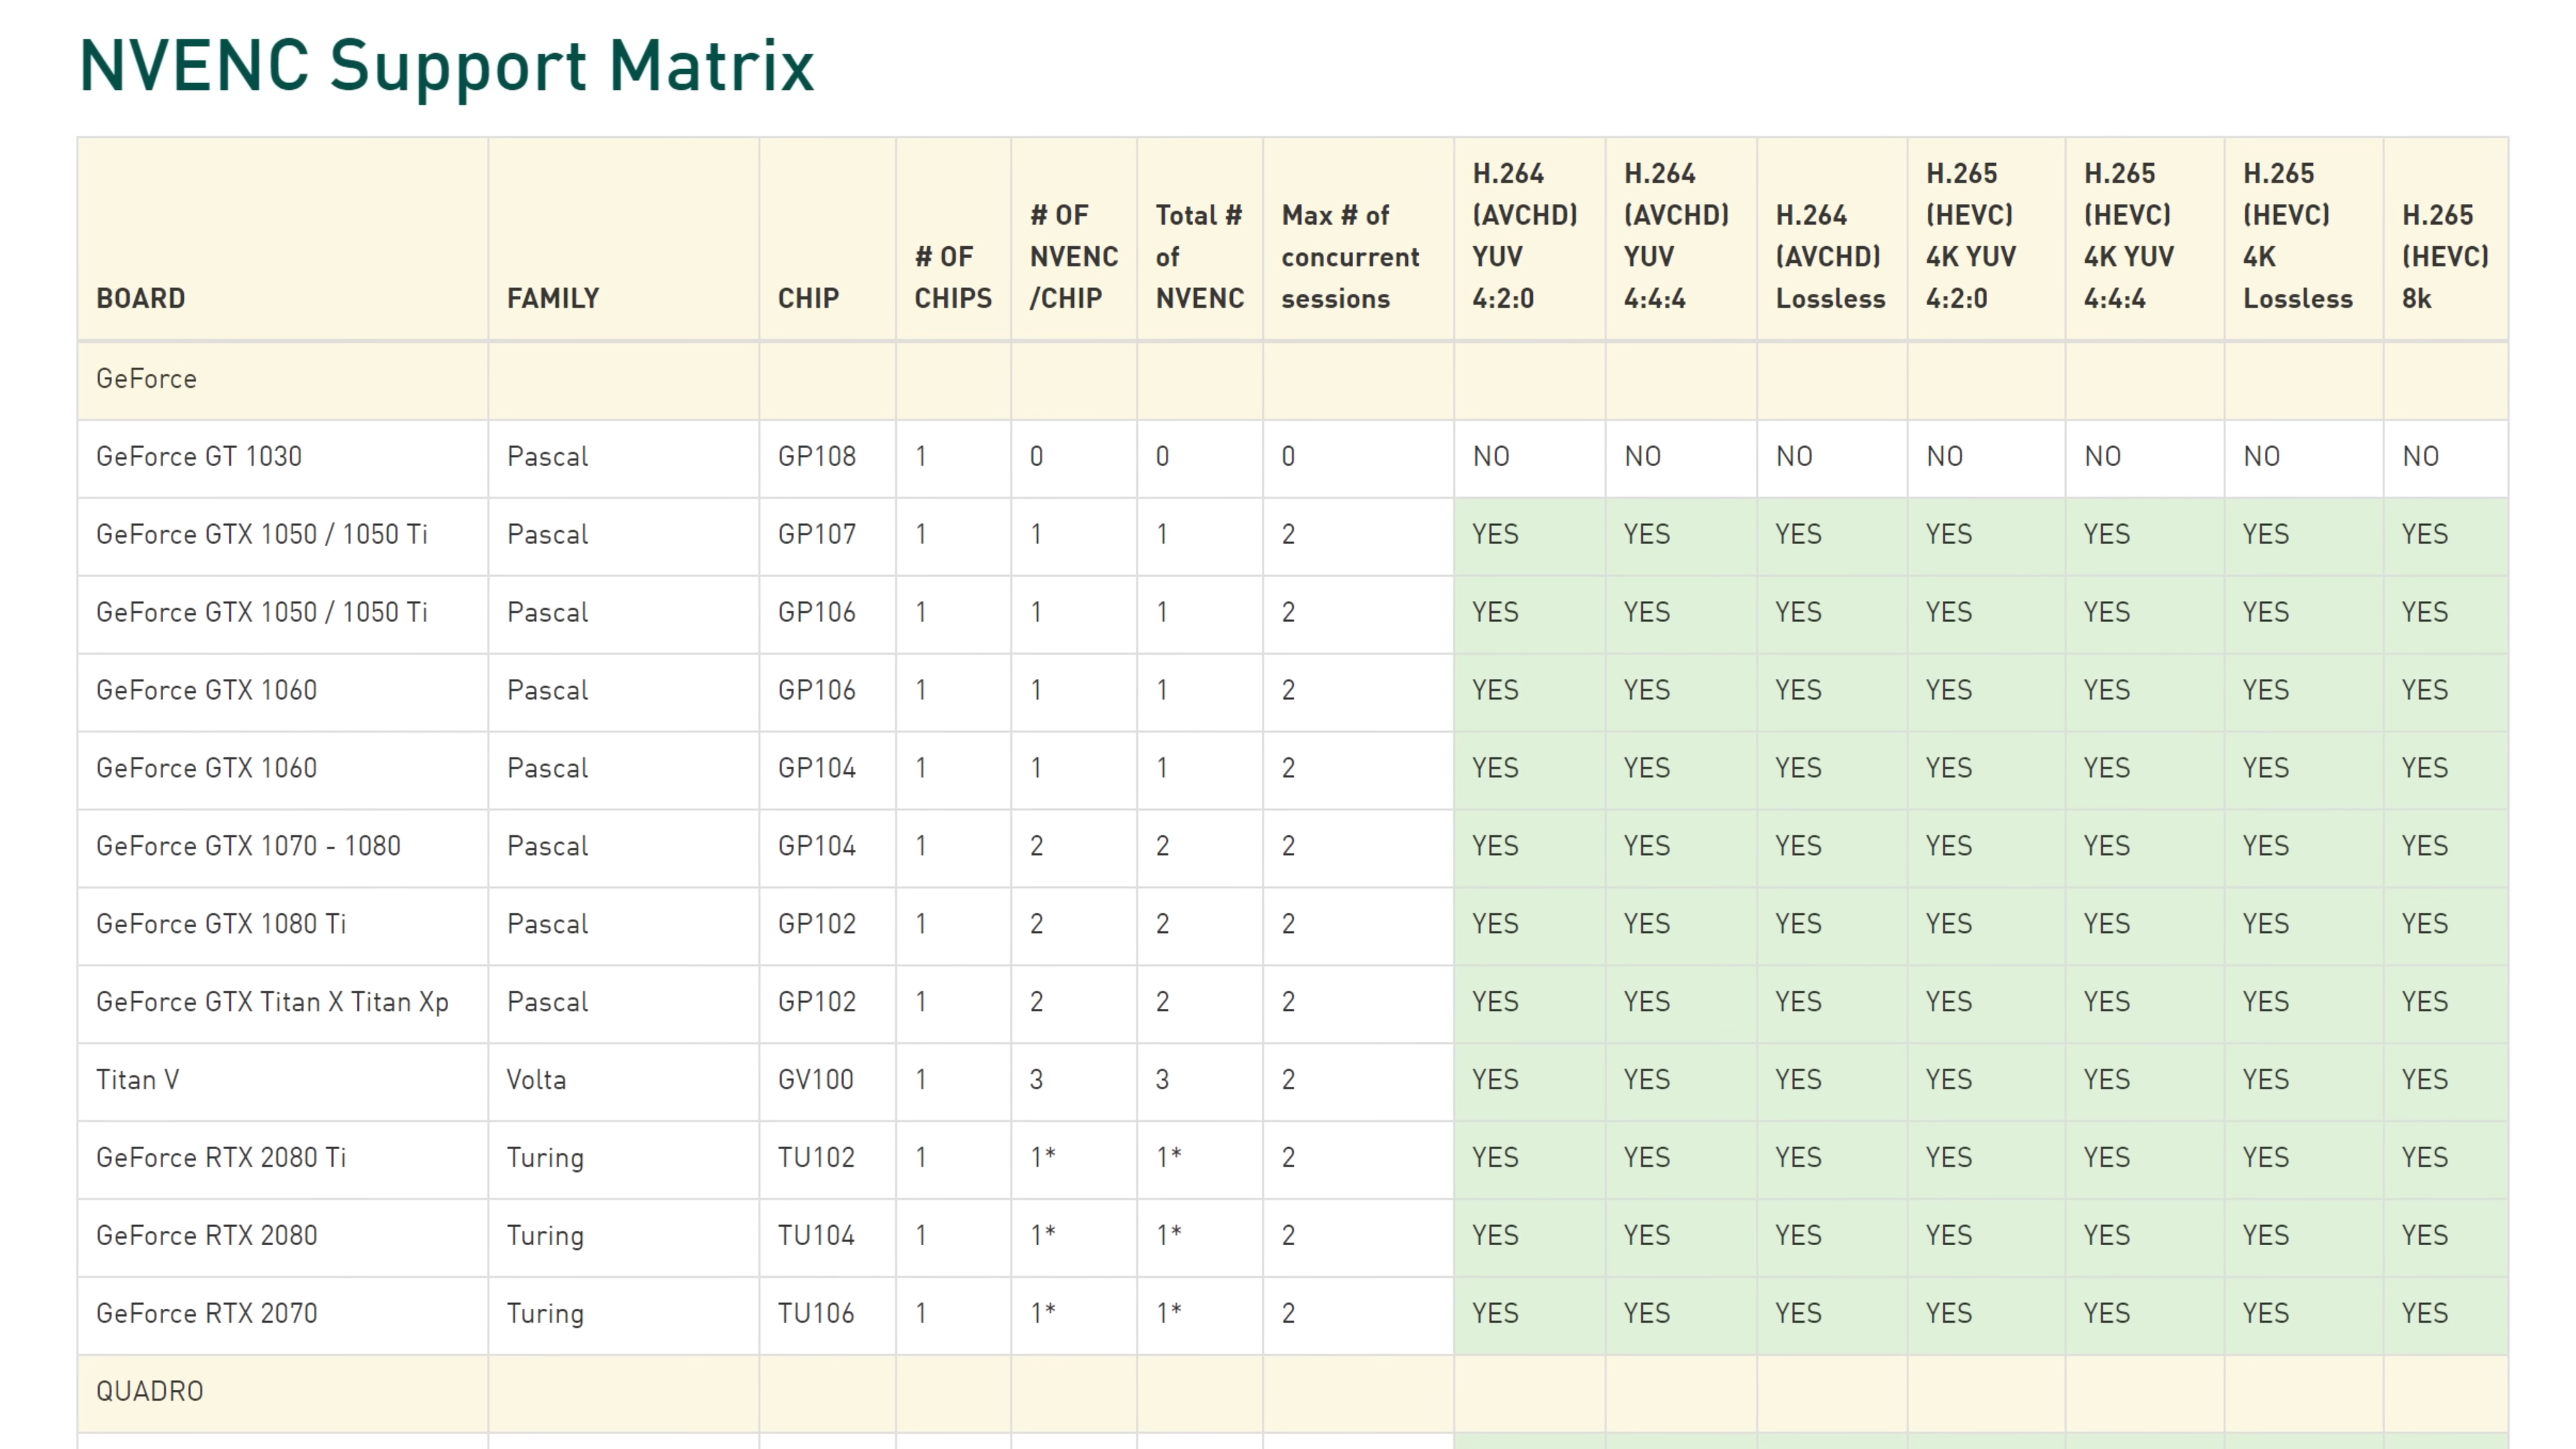 NVENC Support Matrix
BOARD FAMILY CHIP # OF CHIPS # OF NVENC /CHIP Total # of NVENC Max # of concurrent sessions H.264 (AVCHD) YUV 4:2:0 H.264 (AVCHD) YUV 4:4:4 H.264 (AVCHD) Lossless H.265 (HEVC) 4K YUV 4:2:0 H.265 (HEVC) 4K YUV 4:4:4 H.265 (HEVC) 4K Lossless H.265 (HEVC) 8k
GeForce
GeForce GT 1030 Pascal GP108 1 0 0 0 NO NO NO NO NO NO NO
GeForce GTX 1050 / 1050 Ti Pascal GP107 1 1 1 2 YES YES YES YES YES YES YES
GeForce GTX 1050 / 1050 Ti Pascal GP106 1 1 1 2 YES YES YES YES YES YES YES
GeForce GTX 1060 Pascal GP106 1 1 1 2 YES YES YES YES YES YES YES
GeForce GTX 1060 Pascal GP104 1 1 1 2 YES YES YES YES YES YES YES
GeForce GTX 1070 - 1080 Pascal GP104 1 2 2 2 YES YES YES YES YES YES YES
GeForce GTX 1080 Ti Pascal GP102 1 2 2 2 YES YES YES YES YES YES YES
GeForce GTX Titan X Titan Xp Pascal GP102 1 2 2 2 YES YES YES YES YES YES YES
Titan V Volta GV100 1 3 3 2 YES YES YES YES YES YES YES
GeForce RTX 2080 Ti Turing TU102 1 1* 1* 2 YES YES YES YES YES YES YES
GeForce RTX 2080 Turing TU104 1 1* 1* 2 YES YES YES YES YES YES YES
GeForce RTX 2070 Turing TU106 1 1* 1* 2 YES YES YES YES YES YES YES
QUADRO